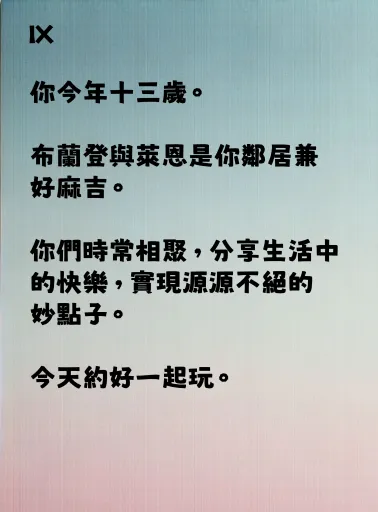 IX
你今年十三歲。
布蘭登與萊恩是你鄰居兼
好麻吉。
你們時常相聚，分享生活中
的快樂，實現源源不絕的
妙點子。
今天約好一起玩。